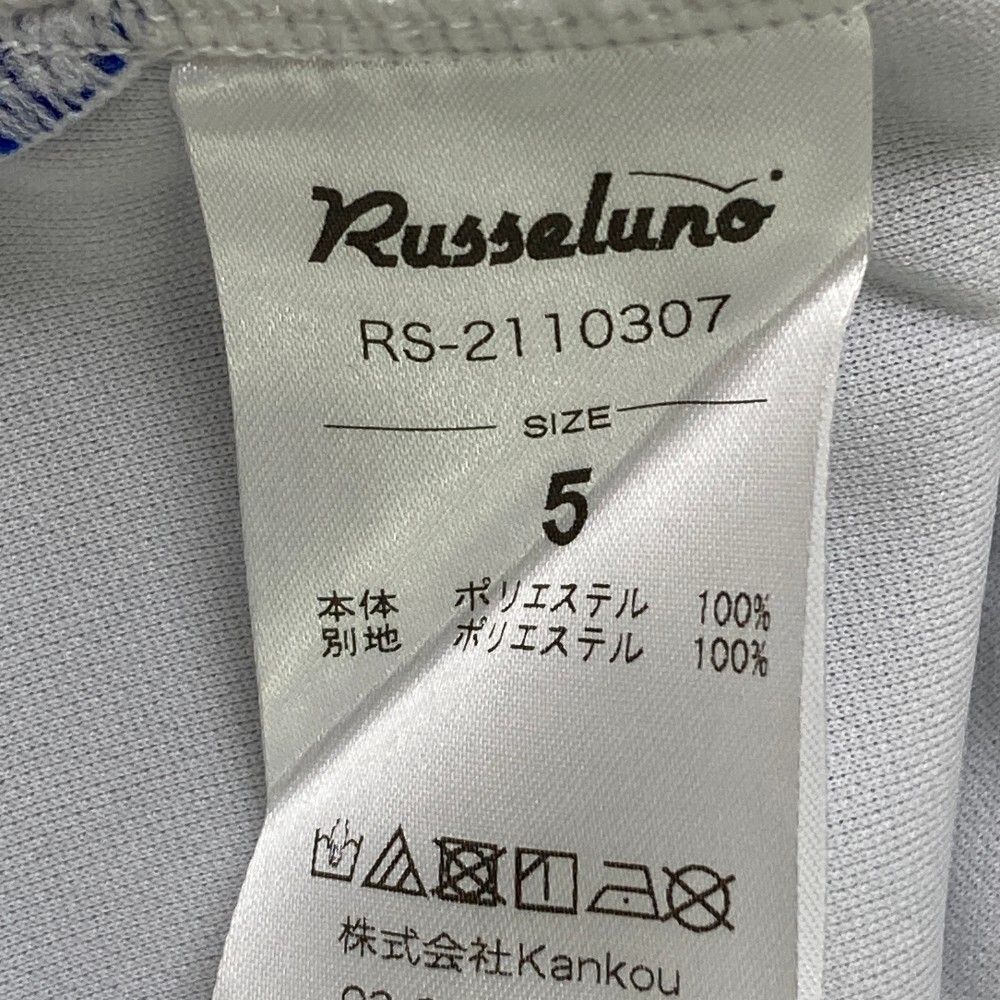 Russeluno
RS-2110307
SIZE
5
本体 ポリエステル 100%
別地 ポリエステル 100%
株式会社Kankou